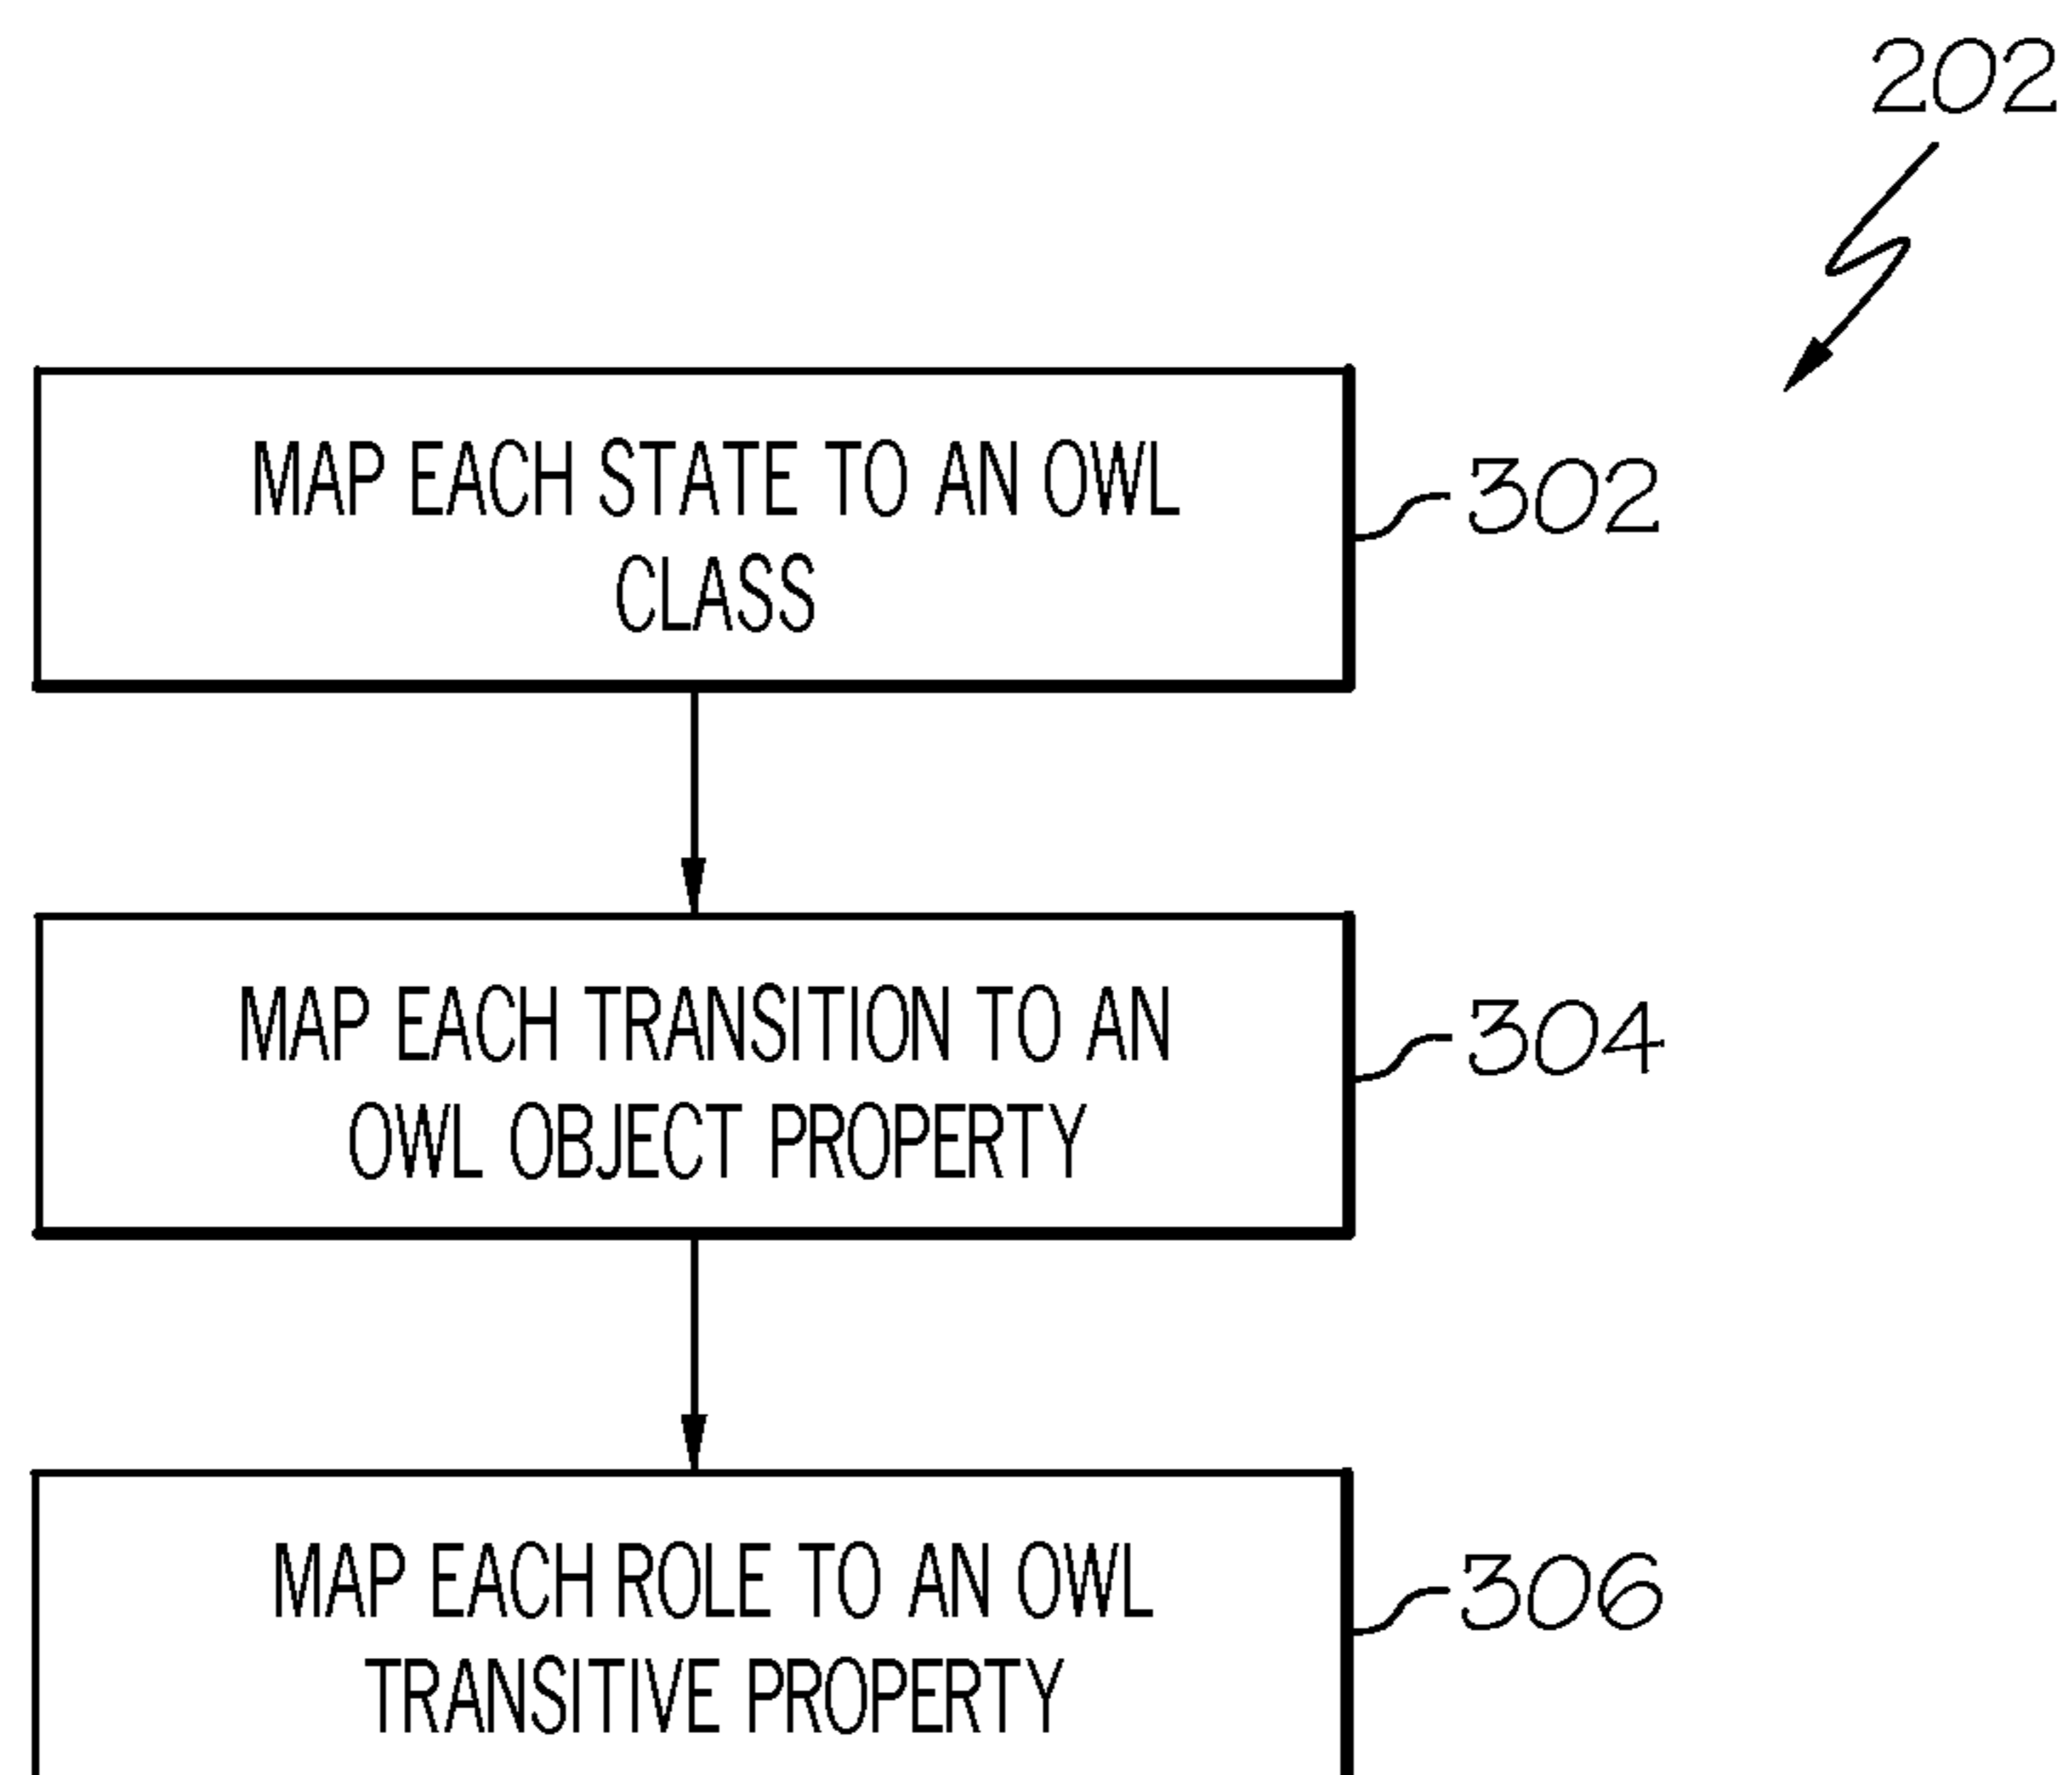 202
MAP EACH STATE TO AN OWL
CLASS
302
MAP EACH TRANSITION TO AN
OWL OBJECT PROPERTY
304
MAP EACH ROLE TO AN OWL
TRANSITIVE PROPERTY
306